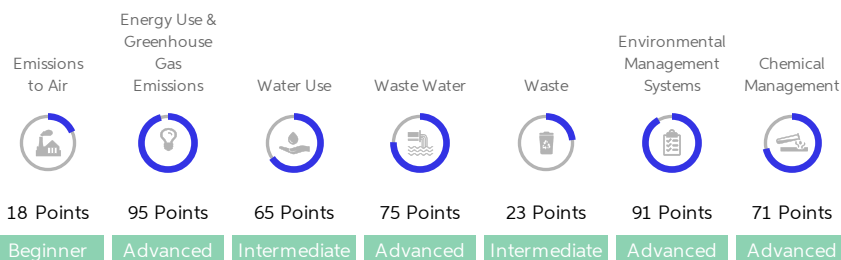 Emissions
to Air
Energy Use &
Greenhouse
Gas
Emissions
Water Use
Waste Water
Waste
Environmental
Management
Systems
Chemical
Management
18 Points
95 Points
65 Points
75 Points
23 Points
91 Points
71 Points
Beginner
Advanced
Intermediate
Advanced
Intermediate
Advanced
Advanced